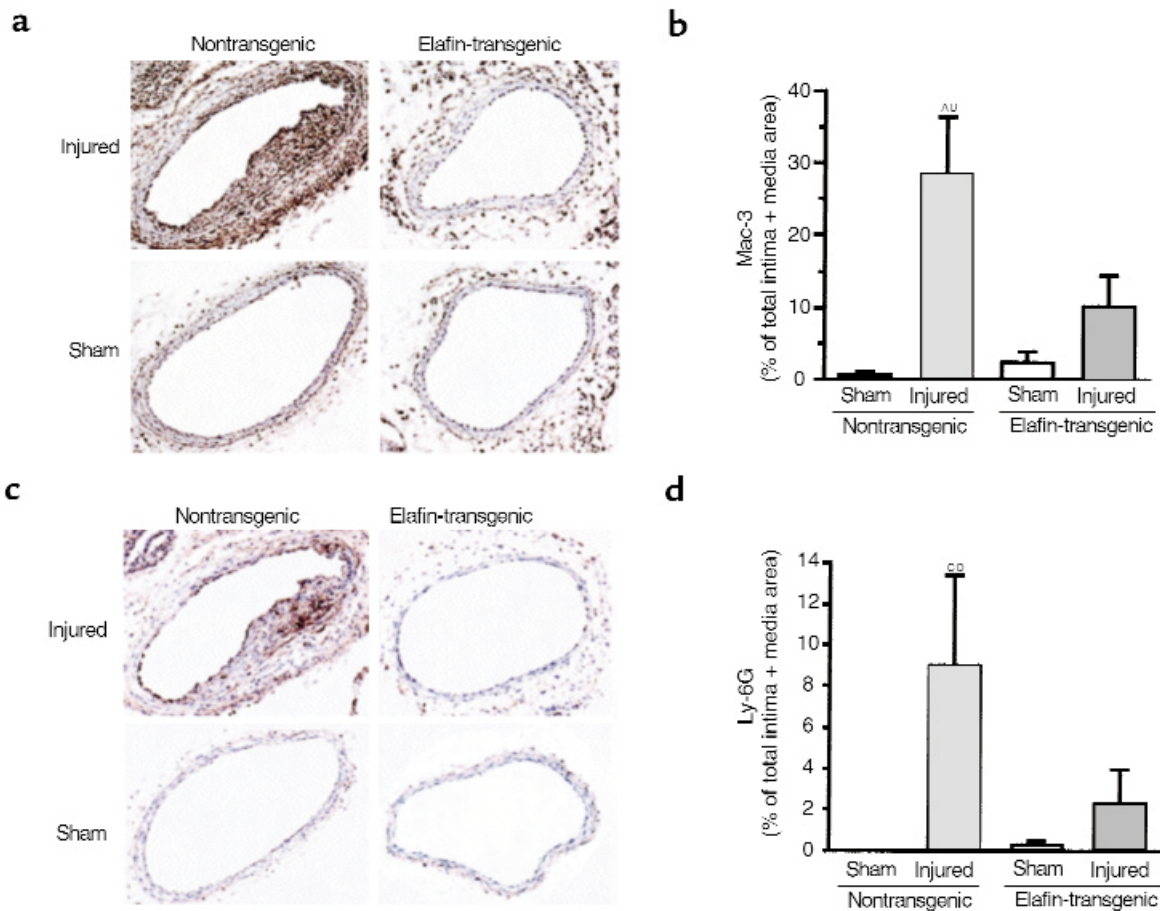 a
Nontransgenic Elafin-transgenic
Injured
Sham
b
40
30
20
10
0
Mac-3
(% of total intima + media area)
AU
Sham Injured Sham Injured
Nontransgenic Elafin-transgenic
c
Nontransgenic Elafin-transgenic
Injured
Sham
d
14
12
10
8
6
4
2
0
Ly-6G
(% of total intima + media area)
Sham Injured Sham Injured
Nontransgenic Elafin-transgenic